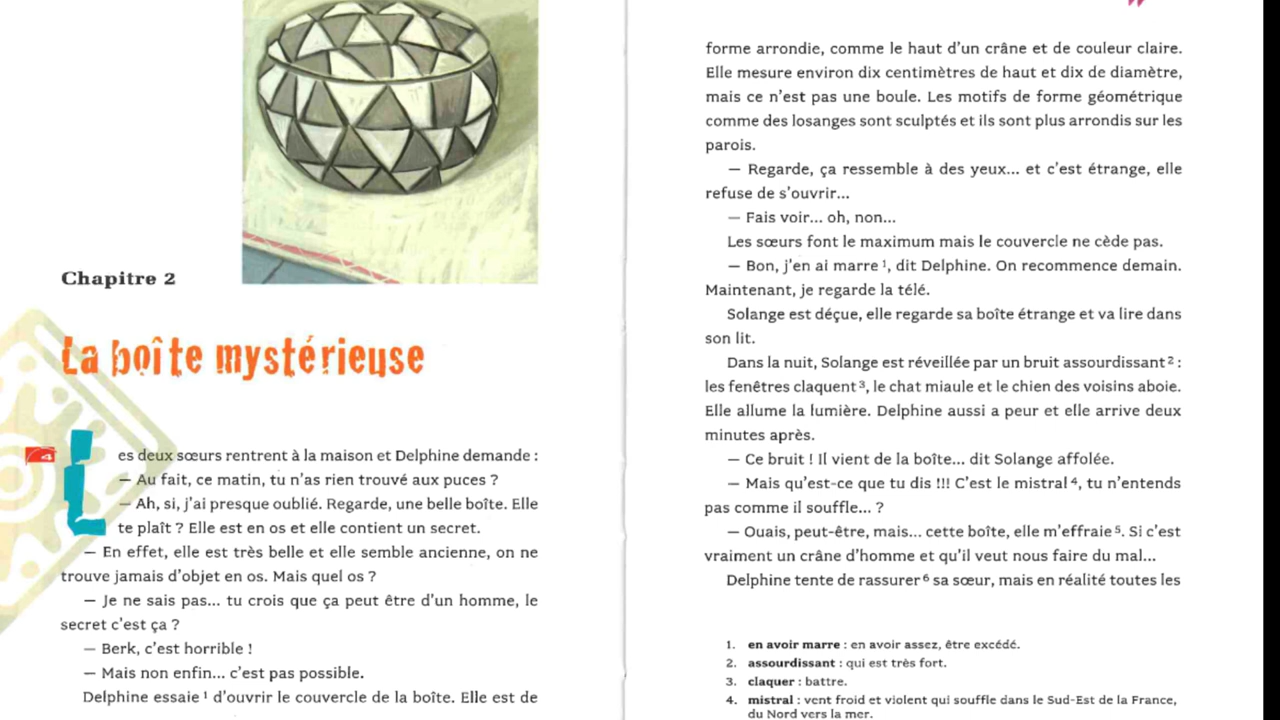 Chapitre 2
La boîte mystérieuse
4
Les deux sœurs rentrent à la maison et Delphine demande :
— Au fait, ce matin, tu n'as rien trouvé aux puces ?
— Ah, si, j'ai presque oublié. Regarde, une belle boîte. Elle
te plaît ? Elle est en os et elle contient un secret.
— En effet, elle est très belle et elle semble ancienne, on ne
trouve jamais d'objet en os. Mais quel os ?
— Je ne sais pas... tu crois que ça peut être d'un homme, le
secret c'est ça ?
— Berk, c'est horrible !
— Mais non enfin... c'est pas possible.
Delphine essaie¹ d'ouvrir le couvercle de la boîte. Elle est de
forme arrondie, comme le haut d'un crâne et de couleur claire.
Elle mesure environ dix centimètres de haut et dix de diamètre,
mais ce n'est pas une boule. Les motifs de forme géométrique
comme des losanges sont sculptés et ils sont plus arrondis sur les
parois.
— Regarde, ça ressemble à des yeux... et c'est étrange, elle
refuse de s'ouvrir...
— Fais voir... oh, non...
Les sœurs font le maximum mais le couvercle ne cède pas.
— Bon, j'en ai marre¹, dit Delphine. On recommence demain.
Maintenant, je regarde la télé.
Solange est déçue, elle regarde sa boîte étrange et va lire dans
son lit.
Dans la nuit, Solange est réveillée par un bruit assourdissant² :
les fenêtres claquent³, le chat miaule et le chien des voisins aboie.
Elle allume la lumière. Delphine aussi a peur et elle arrive deux
minutes après.
— Ce bruit ! Il vient de la boîte... dit Solange affolée.
— Mais qu'est-ce que tu dis !!! C'est le mistral⁴, tu n'entends
pas comme il souffle... ?
— Ouais, peut-être, mais... cette boîte, elle m'effraie⁵. Si c'est
vraiment un crâne d'homme et qu'il veut nous faire du mal...
Delphine tente de rassurer⁶ sa sœur, mais en réalité toutes les
1. en avoir marre : en avoir assez, être excédé.
2. assourdissant : qui est très fort.
3. claquer : battre.
4. mistral : vent froid et violent qui souffle dans le Sud-Est de la France,
du Nord vers la mer.